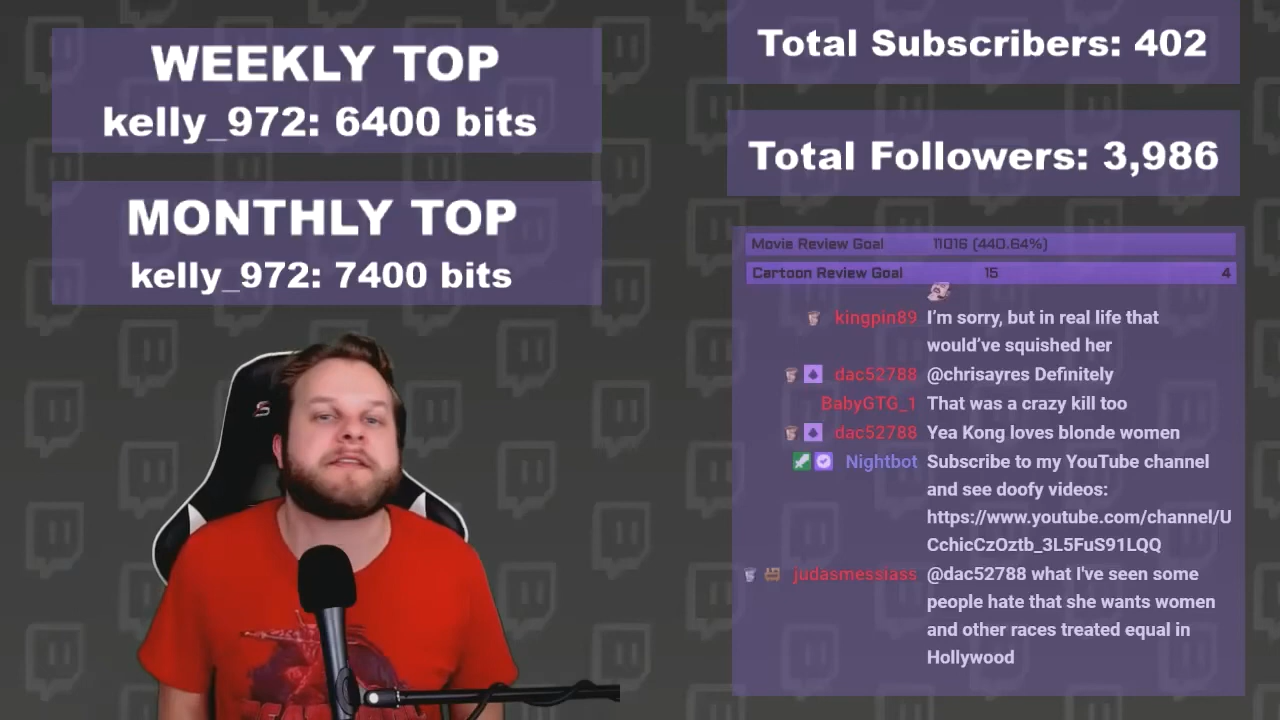 WEEKLY TOP
kelly_972: 6400 bits
MONTHLY TOP
kelly_972: 7400 bits
Total Subscribers: 402
Total Followers: 3,986
Movie Review Goal 11016 (440.64%)
Cartoon Review Goal 15 4
kingpin89 I'm sorry, but in real life that
would've squished her
dac52788 @chrisayres Definitely
BabyGTG_1 That was a crazy kill too
dac52788 Yea Kong loves blonde women
Nightbot Subscribe to my YouTube channel
and see doofy videos:
https://www.youtube.com/channel/U
CchicCzOztb_3L5FuS91LQQ
judasmessiass @dac52788 what I've seen some
people hate that she wants women
and other races treated equal in
Hollywood